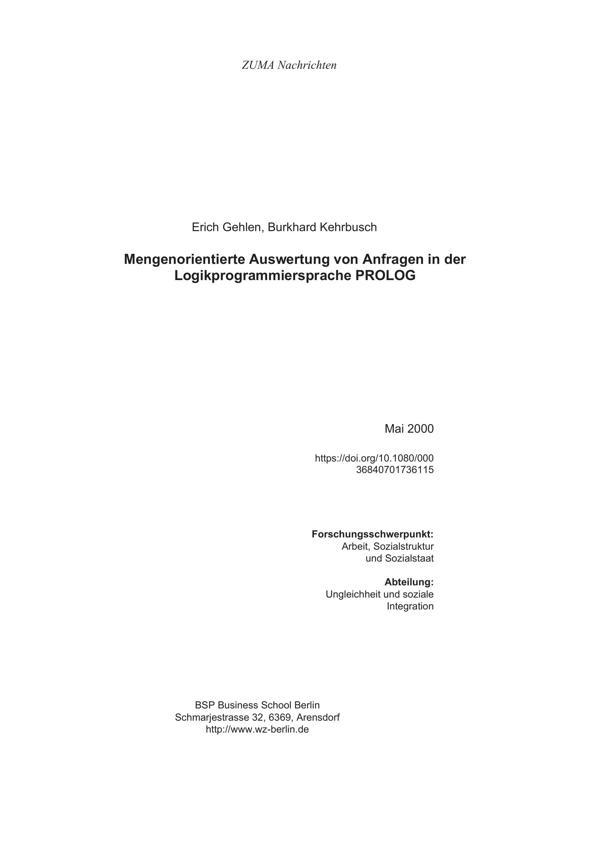 ZUMA Nachrichten
Erich Gehlen, Burkhard Kehrbusch
Mengenorientierte Auswertung von Anfragen in der
Logikprogrammiersprache PROLOG
Mai 2000
https://doi.org/10.1080/000
36840701736115
Forschungsschwerpunkt:
Arbeit, Sozialstruktur
und Sozialstaat
Abteilung:
Ungleichheit und soziale
Integration
BSP Business School Berlin
Schmarjestrasse 32, 6369, Arensdorf
http://www.wz-berlin.de